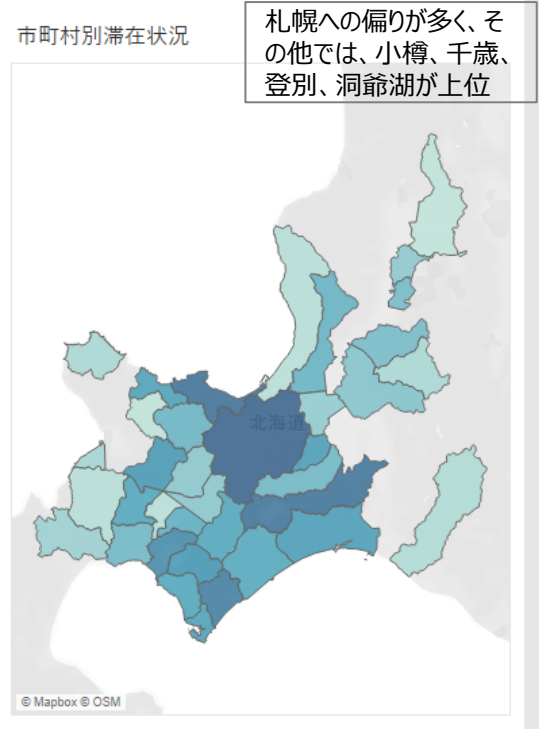 市町村別滞在状況
札幌への偏りが多く、そ
の他では、小樽、千歳、
登別、洞爺湖が上位
北海道
© Mapbox © OSM